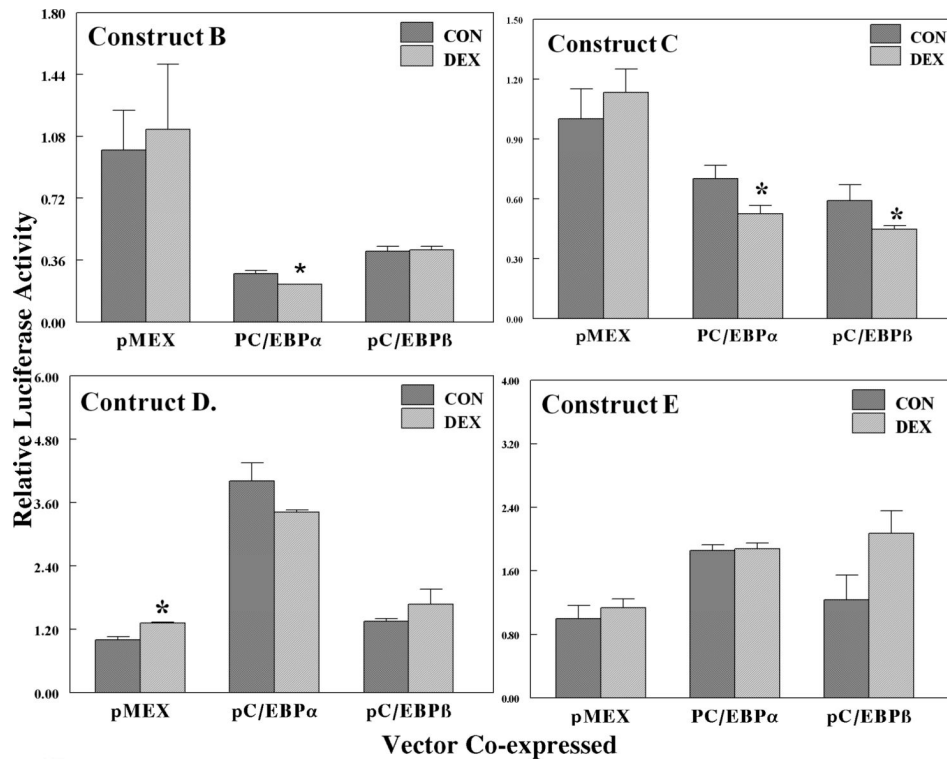 Relative Luciferase Activity
Construct B
CON
DEX
1.80
1.44
1.08
0.72
0.36
0.00
*
pMEX
PC/EBPα
pC/EBPß
Construct C
CON
DEX
1.50
1.20
0.90
0.60
0.30
0.00
*
*
pMEX
PC/EBPα
pC/EBPß
Contruct D.
CON
DEX
6.00
4.80
3.60
2.40
1.20
0.00
*
pMEX
pC/EBPα
pC/EBPß
Construct E
CON
DEX
4.00
3.20
2.40
1.60
0.80
0.00
pMEX
PC/EBPα
pC/EBPß
Vector Co-expressed